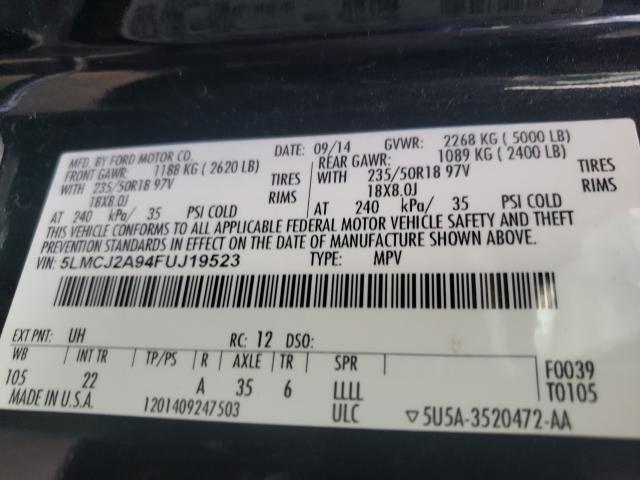 MFD. BY FORD MOTOR CO. DATE: 09/14 GVWR: 2268 KG ( 5000 LB)
FRONT GAWR: 1188 KG ( 2620 LB) REAR GAWR: 1089 KG ( 2400 LB)
WITH 235/50R18 97V TIRES WITH 235/50R18 97V TIRES
18X8.0J RIMS 18X8.0J RIMS
AT 240 kPa/ 35 PSI COLD AT 240 kPa/ 35 PSI COLD
THIS VEHICLE CONFORMS TO ALL APPLICABLE FEDERAL MOTOR VEHICLE SAFETY AND THEFT
PREVENTION STANDARDS IN EFFECT ON THE DATE OF MANUFACTURE SHOWN ABOVE.
VIN: 5LMCJ2A94FUJ19523 TYPE: MPV
EXT PNT: UH RC: 12 DSO:
WB INT TR TP/PS R AXLE TR SPR F0039
105 22 A 35 6 LLLL T0105
MADE IN U.S.A. 1201409247503 ULC ▽5U5A-3520472-AA